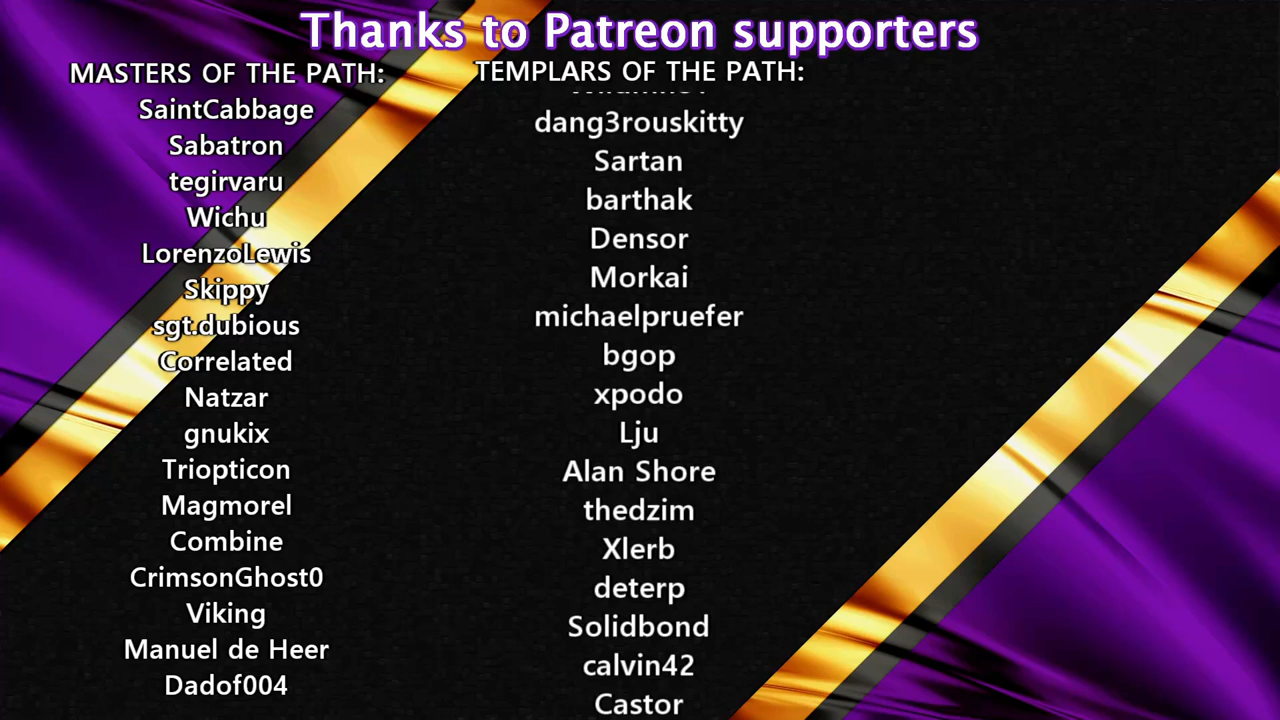 Thanks to Patreon supporters
MASTERS OF THE PATH:
SaintCabbage
Sabatron
tegirvaru
Wichu
LorenzoLewis
Skippy
sgt.dubious
Correlated
Natzar
gnukix
Triopticon
Magmorel
Combine
CrimsonGhost0
Viking
Manuel de Heer
Dadof004
TEMPLARS OF THE PATH:
dang3rouskitty
Sartan
barthak
Densor
Morkai
michaelpruefer
bgop
xpodo
Lju
Alan Shore
thedzim
Xlerb
deterp
Solidbond
calvin42
Castor